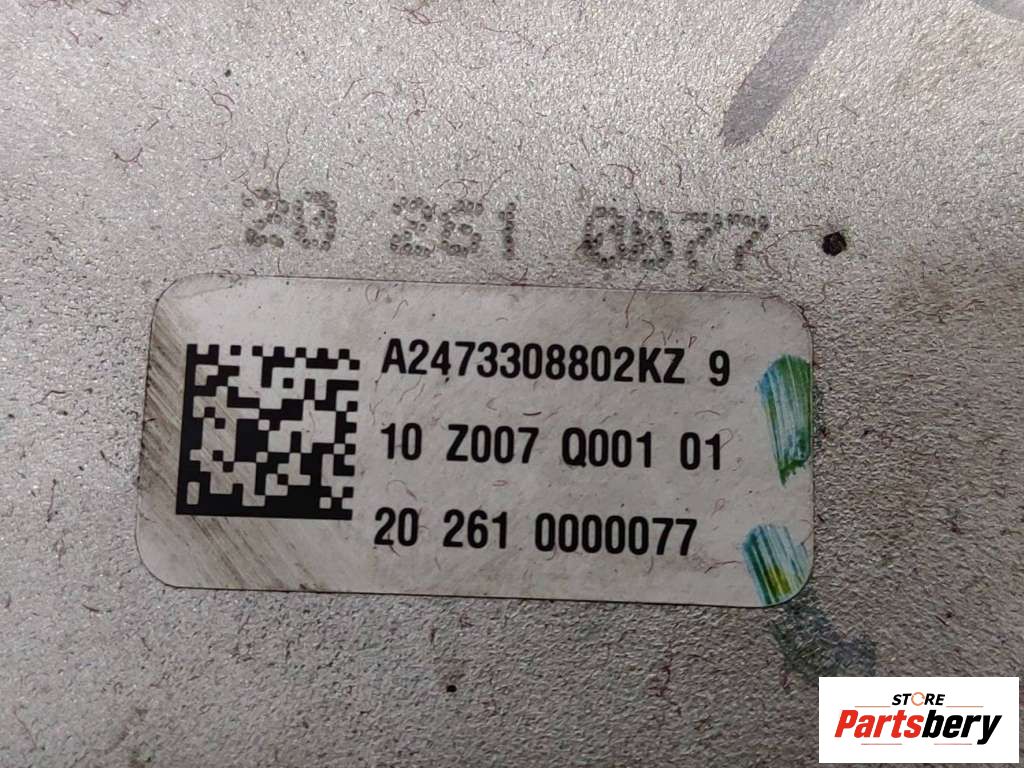 20 261 0077
A2473308802KZ 9
10 Z007 Q001 01
20 261 0000077
STORE
Partsbery